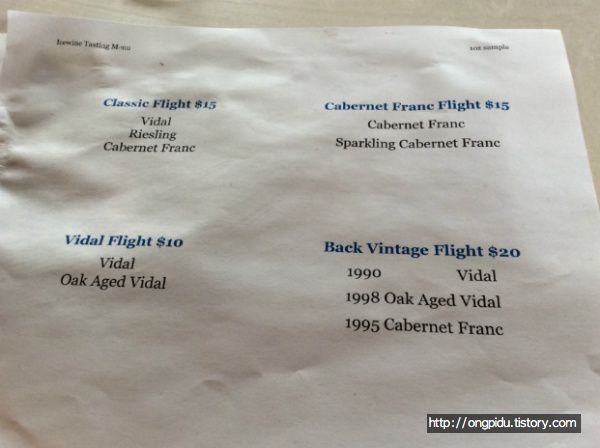 Icewine Tasting Menu
1oz sample
Classic Flight $15
Vidal
Riesling
Cabernet Franc
Cabernet Franc Flight $15
Cabernet Franc
Sparkling Cabernet Franc
Vidal Flight $10
Vidal
Oak Aged Vidal
Back Vintage Flight $20
1990 Vidal
1998 Oak Aged Vidal
1995 Cabernet Franc
http://ongpidu.tistory.com